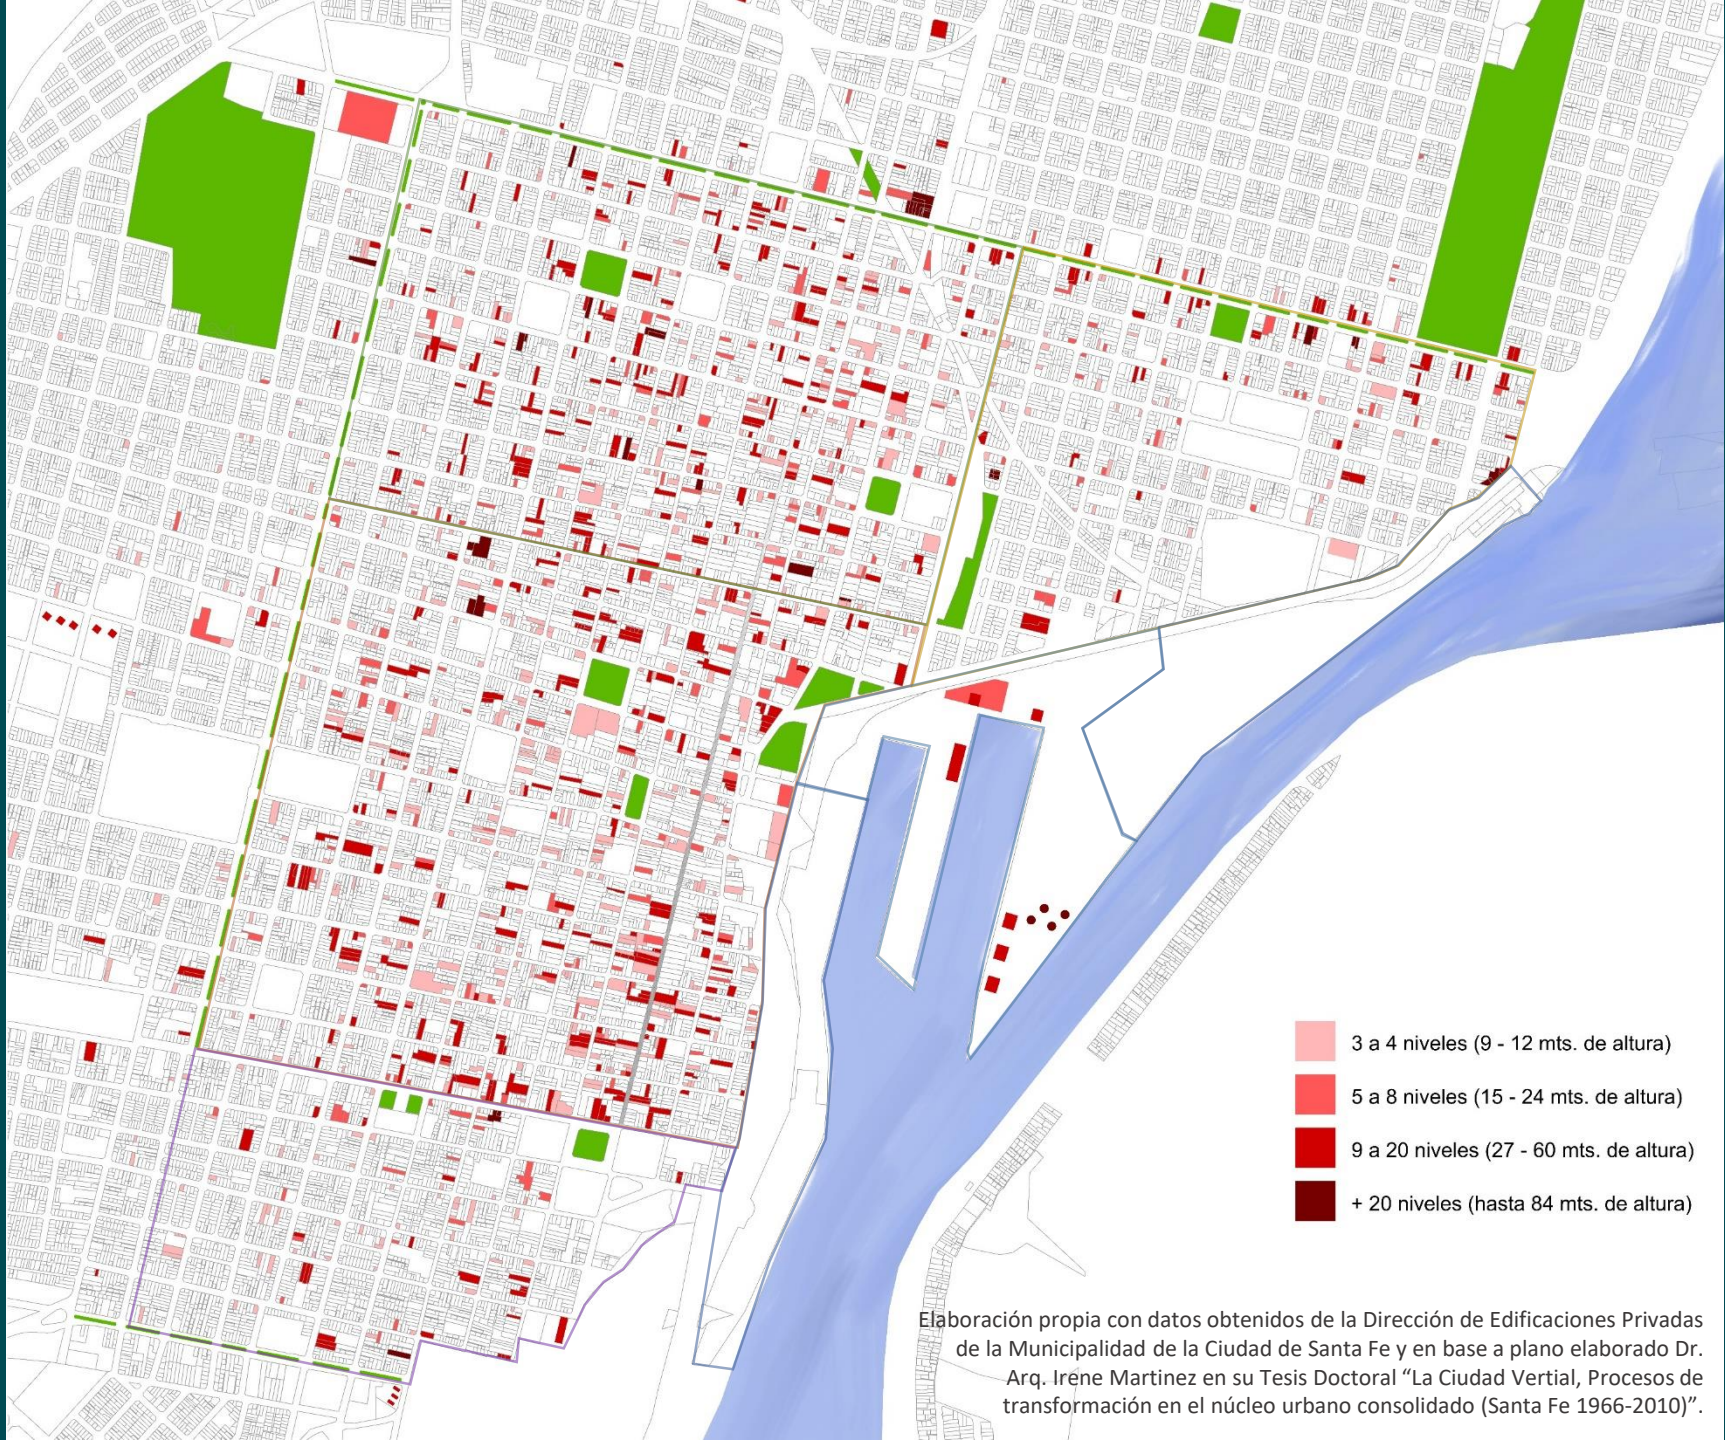 3 a 4 niveles (9 - 12 mts. de altura)
5 a 8 niveles (15 - 24 mts. de altura)
9 a 20 niveles (27 - 60 mts. de altura)
+ 20 niveles (hasta 84 mts. de altura)
Elaboración propia con datos obtenidos de la Dirección de Edificaciones Privadas
de la Municipalidad de la Ciudad de Santa Fe y en base a plano elaborado Dr.
Arq. Irene Martinez en su Tesis Doctoral “La Ciudad Vertial, Procesos de
transformación en el núcleo urbano consolidado (Santa Fe 1966-2010)”.